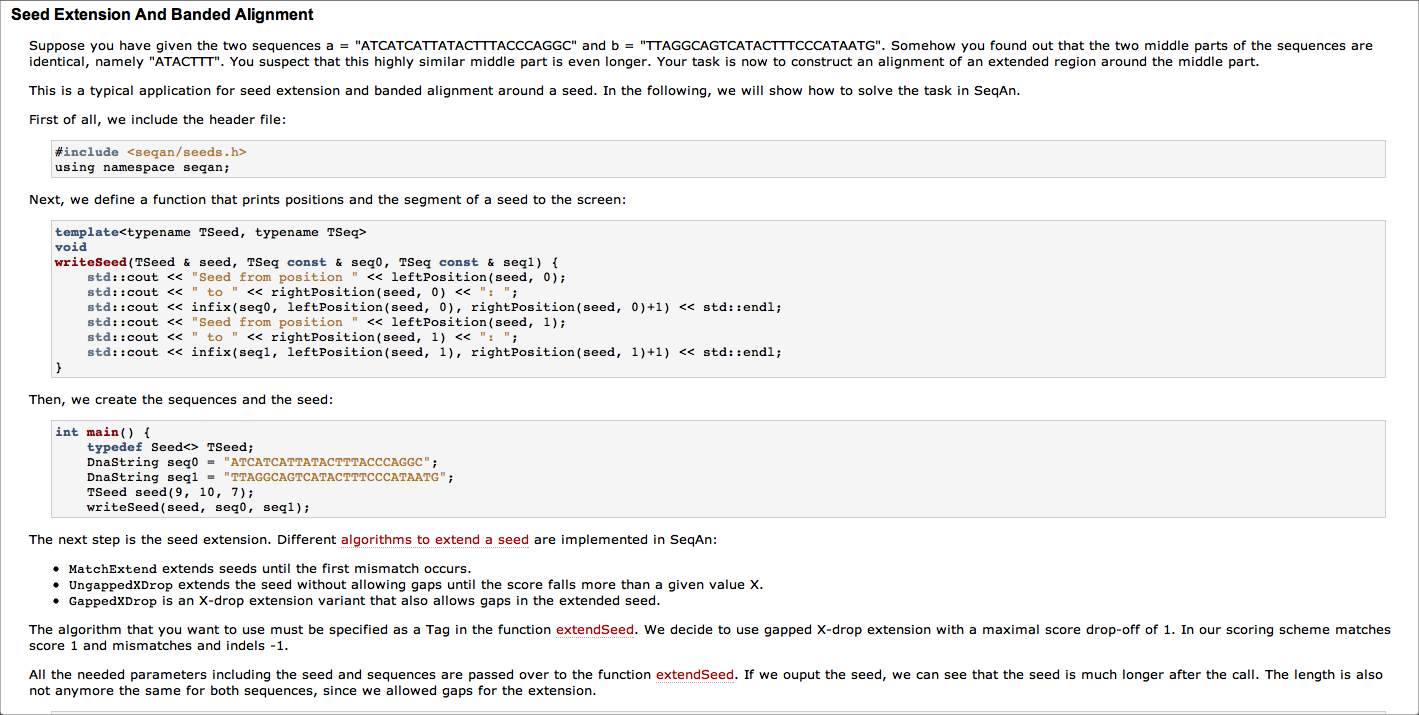 Seed Extension And Banded Alignment
Suppose you have given the two sequences a = "ATCATCATTATACTTTACCCAGGC" and b = "TTAGGCAGTCATACTTTCCCATAATG". Somehow you found out that the two middle parts of the sequences are
identical, namely "ATACTTT". You suspect that this highly similar middle part is even longer. Your task is now to construct an alignment of an extended region around the middle part.
This is a typical application for seed extension and banded alignment around a seed. In the following, we will show how to solve the task in SeqAn.
First of all, we include the header file:
#include <seqan/seeds.h>
using namespace seqan;
Next, we define a function that prints positions and the segment of a seed to the screen:
template<typename TSeed, typename TSeq>
void
writeSeed(TSeed & seed, TSeq const & seq0, TSeq const & seq1) {
    std::cout << "Seed from position " << leftPosition(seed, 0);
    std::cout << " to " << rightPosition(seed, 0) << ": ";
    std::cout << infix(seq0, leftPosition(seed, 0), rightPosition(seed, 0)+1) << std::endl;
    std::cout << "Seed from position " << leftPosition(seed, 1);
    std::cout << " to " << rightPosition(seed, 1) << ": ";
    std::cout << infix(seq1, leftPosition(seed, 1), rightPosition(seed, 1)+1) << std::endl;
}
Then, we create the sequences and the seed:
int main() {
    typedef Seed<> TSeed;
    DnaString seq0 = "ATCATCATTATACTTTACCCAGGC";
    DnaString seq1 = "TTAGGCAGTCATACTTTCCCATAATG";
    TSeed seed(9, 10, 7);
    writeSeed(seed, seq0, seq1);
The next step is the seed extension. Different algorithms to extend a seed are implemented in SeqAn:
• MatchExtend extends seeds until the first mismatch occurs.
• UngappedXDrop extends the seed without allowing gaps until the score falls more than a given value X.
• GappedXDrop is an X-drop extension variant that also allows gaps in the extended seed.
The algorithm that you want to use must be specified as a Tag in the function extendSeed. We decide to use gapped X-drop extension with a maximal score drop-off of 1. In our scoring scheme matches
score 1 and mismatches and indels -1.
All the needed parameters including the seed and sequences are passed over to the function extendSeed. If we ouput the seed, we can see that the seed is much longer after the call. The length is also
not anymore the same for both sequences, since we allowed gaps for the extension.